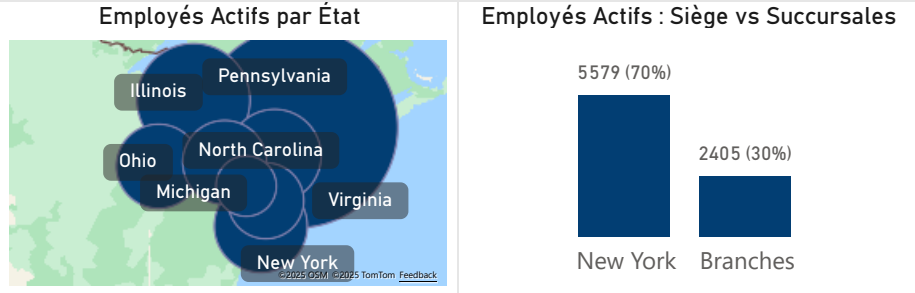 Employés Actifs par État
Pennsylvania
Illinois
North Carolina
Ohio
Michigan
Virginia
New York
©2025 OSM ©2025 TomTom Feedback
Employés Actifs : Siège vs Succursales
5579 (70%)
2405 (30%)
New York
Branches